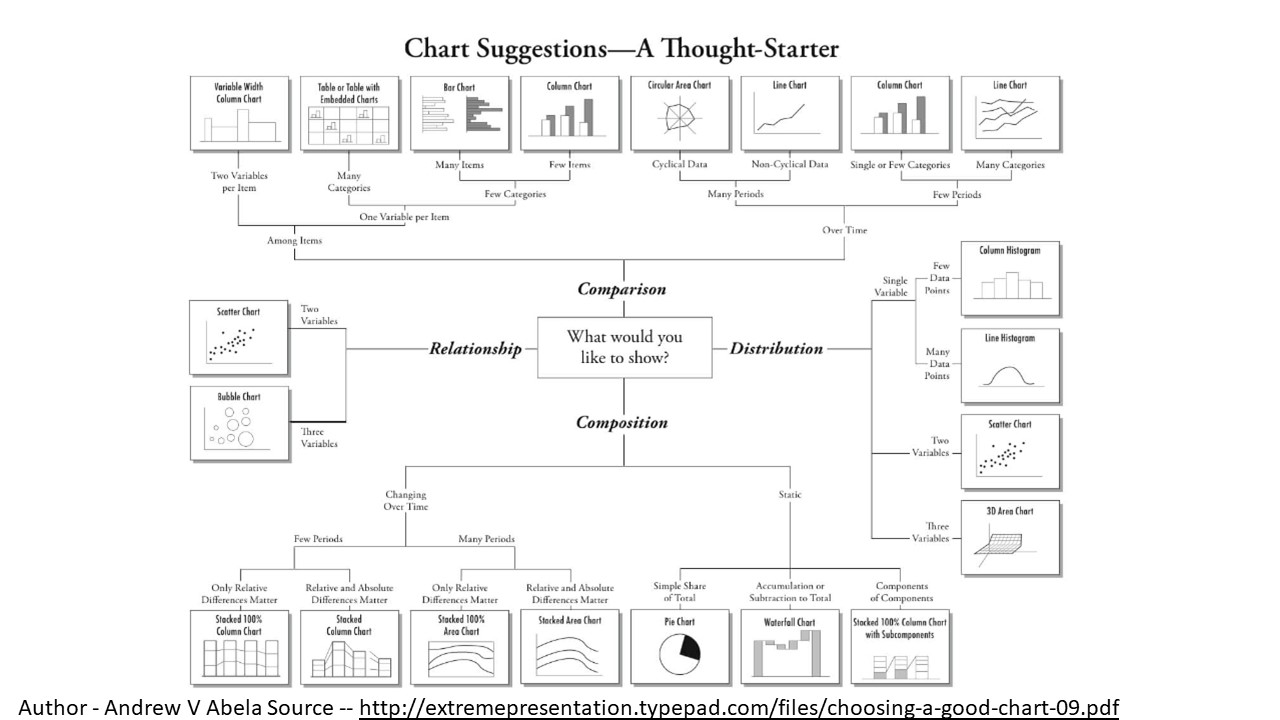 Chart Suggestions—A Thought-Starter
Variable Width
Column Chart
Table or Table with
Embedded Charts
Bar Chart
Column Chart
Circular Area Chart
Line Chart
Column Chart
Line Chart
Two Variables
per Item
Many
Categories
Many Items
Few Items
Cyclical Data
Non-Cyclical Data
Single or Few Categories
Many Categories
Few Categories
Many Periods
Few Periods
One Variable per Item
Among Items
Over Time
Comparison
What would you
like to show?
Relationship
Two
Variables
Scatter Chart
Three
Variables
Bubble Chart
Distribution
Single
Variable
Few
Data
Points
Column Histogram
Many
Data
Points
Line Histogram
Two
Variables
Scatter Chart
Three
Variables
3D Area Chart
Composition
Changing
Over Time
Static
Few Periods
Many Periods
Only Relative
Differences Matter
Relative and Absolute
Differences Matter
Only Relative
Differences Matter
Relative and Absolute
Differences Matter
Simple Share
of Total
Accumulation or
Subtraction to Total
Components
of Components
Stacked 100%
Column Chart
Stacked
Column Chart
Stacked 100%
Area Chart
Stacked Area Chart
Pie Chart
Waterfall Chart
Stacked 100% Column Chart
with Subcomponents
Author - Andrew V Abela Source -- http://extremepresentation.typepad.com/files/choosing-a-good-chart-09.pdf